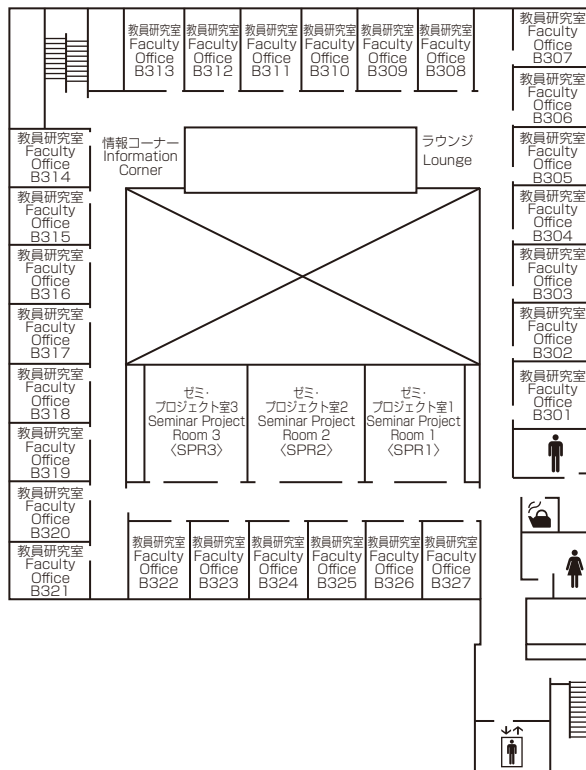 教員研究室
Faculty
Office
B313
教員研究室
Faculty
Office
B312
教員研究室
Faculty
Office
B311
教員研究室
Faculty
Office
B310
教員研究室
Faculty
Office
B309
教員研究室
Faculty
Office
B308
教員研究室
Faculty
Office
B307
教員研究室
Faculty
Office
B306
教員研究室
Faculty
Office
B305
教員研究室
Faculty
Office
B304
教員研究室
Faculty
Office
B303
教員研究室
Faculty
Office
B302
教員研究室
Faculty
Office
B301
情報コーナー
Information
Corner
ラウンジ
Lounge
教員研究室
Faculty
Office
B314
教員研究室
Faculty
Office
B315
教員研究室
Faculty
Office
B316
教員研究室
Faculty
Office
B317
教員研究室
Faculty
Office
B318
教員研究室
Faculty
Office
B319
教員研究室
Faculty
Office
B320
教員研究室
Faculty
Office
B321
ゼミ・
プロジェクト室3
Seminar Project
Room 3
〈SPR3〉
ゼミ・
プロジェクト室2
Seminar Project
Room 2
〈SPR2〉
ゼミ・
プロジェクト室1
Seminar Project
Room 1
〈SPR1〉
教員研究室
Faculty
Office
B322
教員研究室
Faculty
Office
B323
教員研究室
Faculty
Office
B324
教員研究室
Faculty
Office
B325
教員研究室
Faculty
Office
B326
教員研究室
Faculty
Office
B327